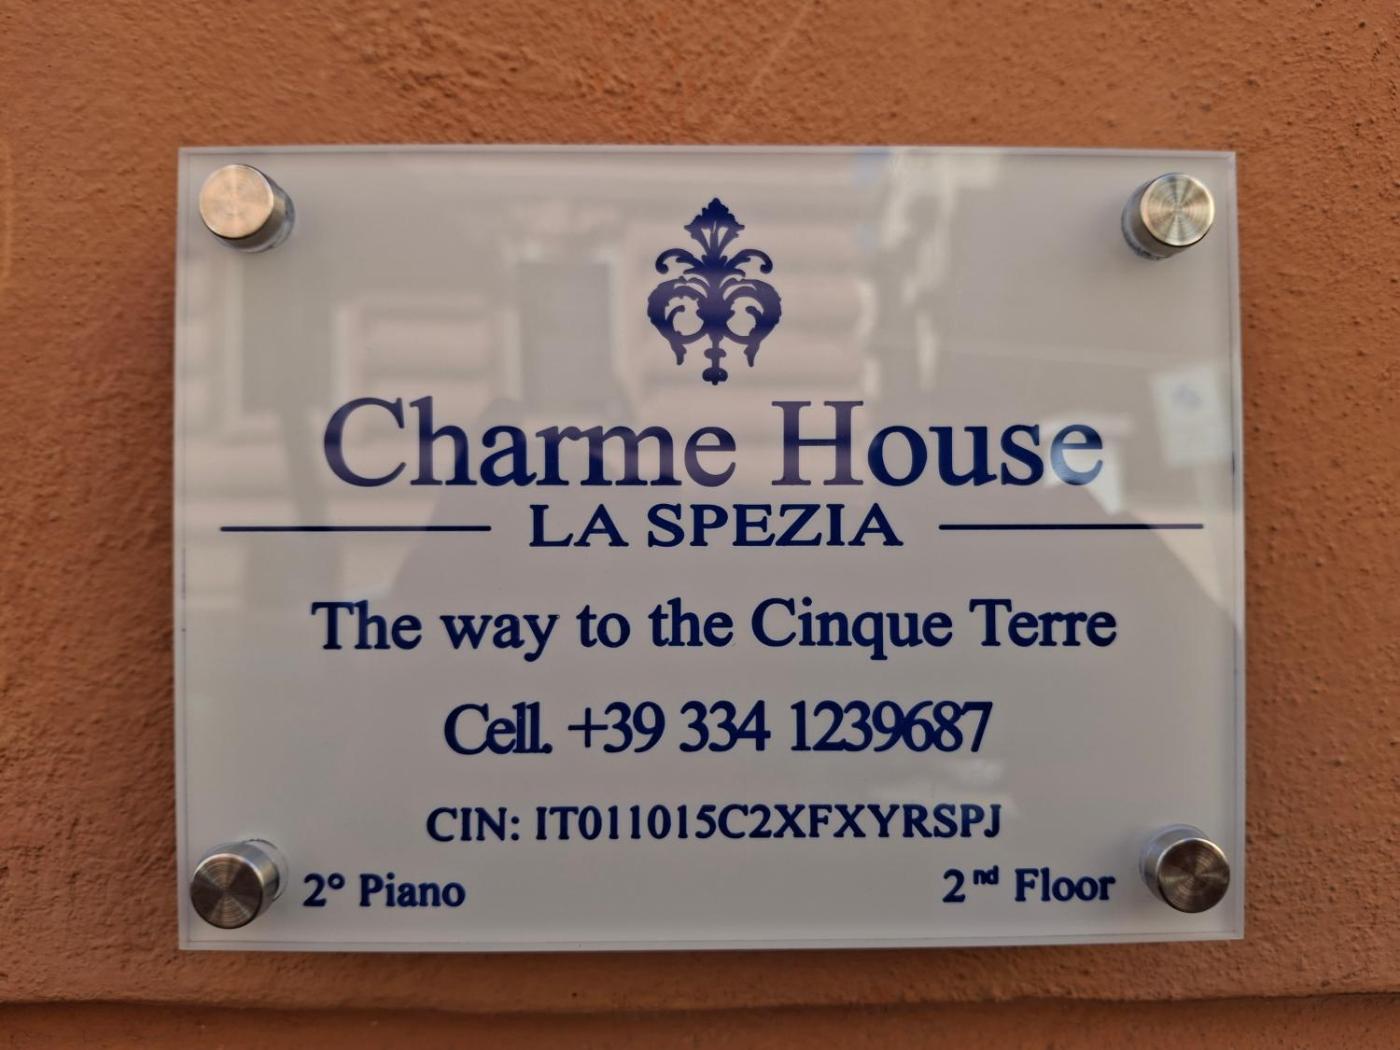 Charme House
LA SPEZIA
The way to the Cinque Terre
Cell. +39 334 1239687
CIN: IT011015C2XFXYRSPJ
2° Piano
2nd Floor